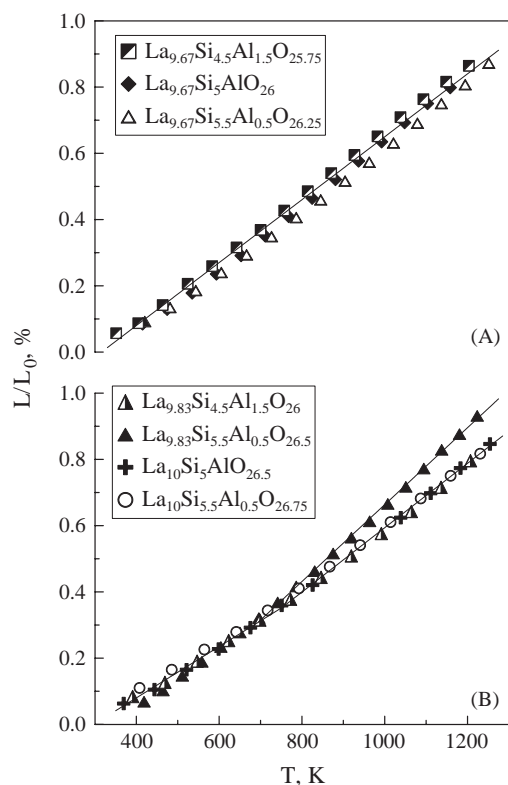 1.0
La9.67Si4.5Al1.5O25.75
La9.67Si5AlO26
0.8
La9.67Si5.5Al0.5O26.25
0.6
0.4
0.2
0.0
(A)
L/L0, %
1.0
La9.83Si4.5Al1.5O26
La9.83Si5.5Al0.5O26.5
0.8
La10Si5AlO26.5
La10Si5.5Al0.5O26.75
0.6
0.4
0.2
0.0
(B)
400 600 800 1000 1200
T, K